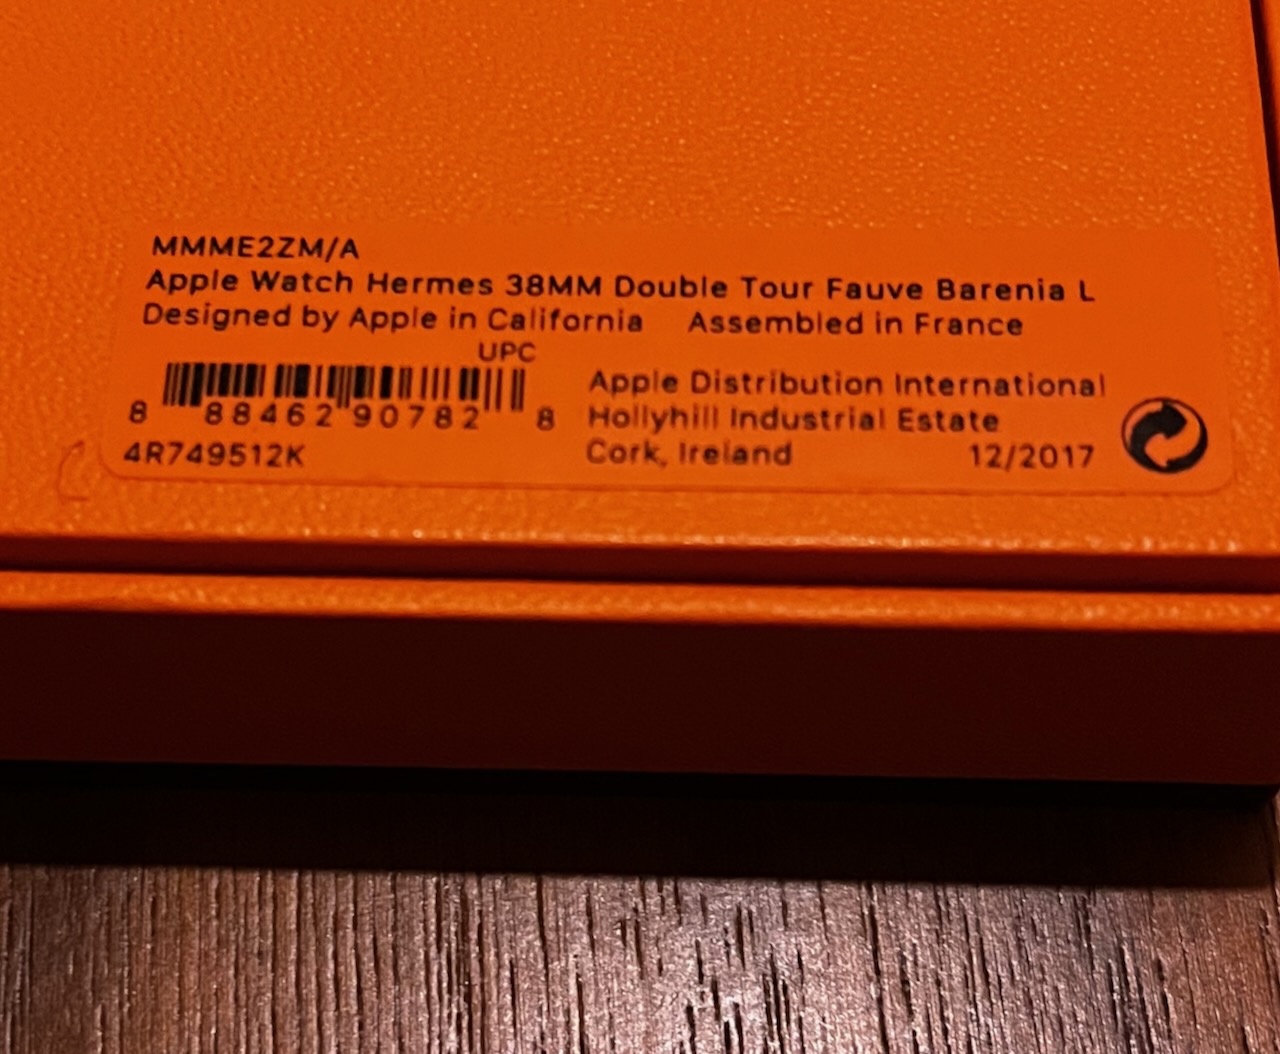 MMME2ZM/A
Apple Watch Hermes 38MM Double Tour Fauve Barenia L
Designed by Apple in California Assembled in France
UPC
8 88462 90782 8
4R749512K
Apple Distribution International
Hollyhill Industrial Estate
Cork, Ireland 12/2017